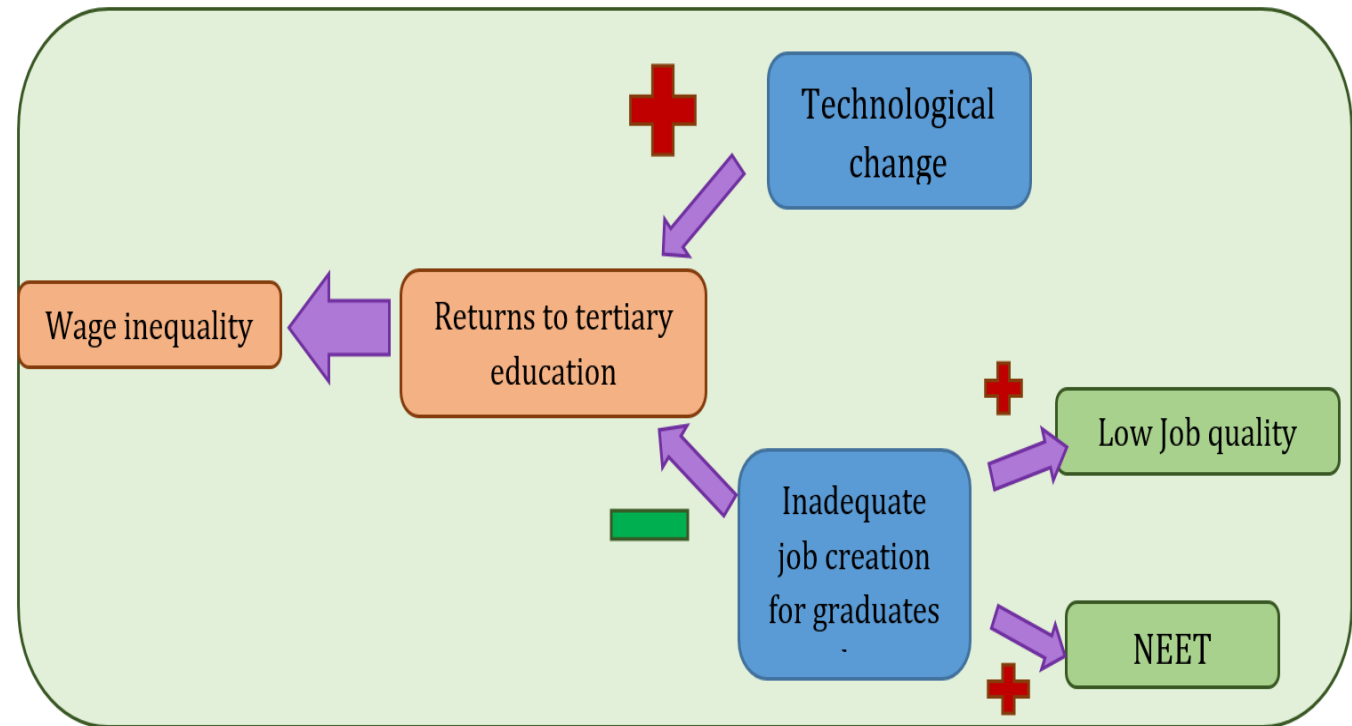 Technological
change
Wage inequality
Returns to tertiary
education
Low Job quality
Inadequate
job creation
for graduates
NEET